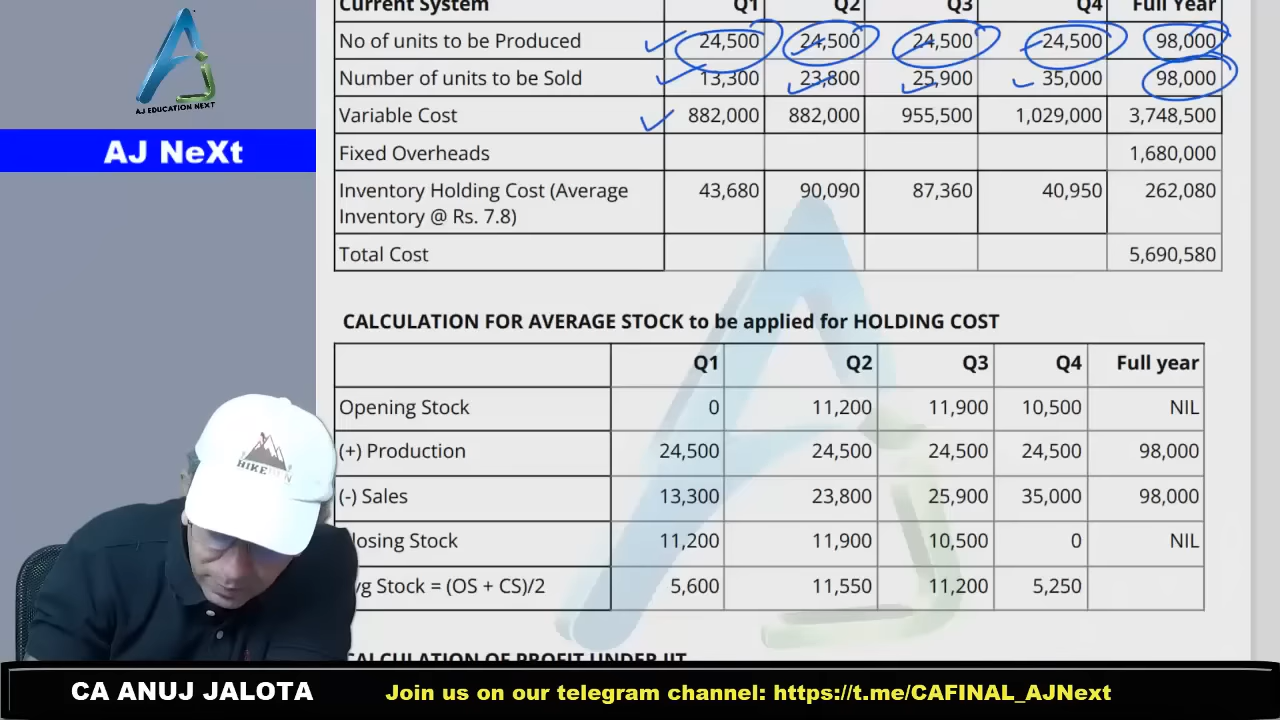 AJ EDUCATION NEXT
AJ NeXt
Current System Q1 Q2 Q3 Q4 Full Year
No of units to be Produced 24,500 24,500 24,500 24,500 98,000
Number of units to be Sold 13,300 23,800 25,900 35,000 98,000
Variable Cost 882,000 882,000 955,500 1,029,000 3,748,500
Fixed Overheads 1,680,000
Inventory Holding Cost (Average 43,680 90,090 87,360 40,950 262,080
Inventory @ Rs. 7.8)
Total Cost 5,690,580
CALCULATION FOR AVERAGE STOCK to be applied for HOLDING COST
Q1 Q2 Q3 Q4 Full year
Opening Stock 0 11,200 11,900 10,500 NIL
(+) Production 24,500 24,500 24,500 24,500 98,000
(-) Sales 13,300 23,800 25,900 35,000 98,000
losing Stock 11,200 11,900 10,500 0 NIL
vg Stock = (OS + CS)/2 5,600 11,550 11,200 5,250
CALCULATION OF PROFIT UNDER JIT
CA ANUJ JALOTA Join us on our telegram channel: https://t.me/CAFINAL_AJNext